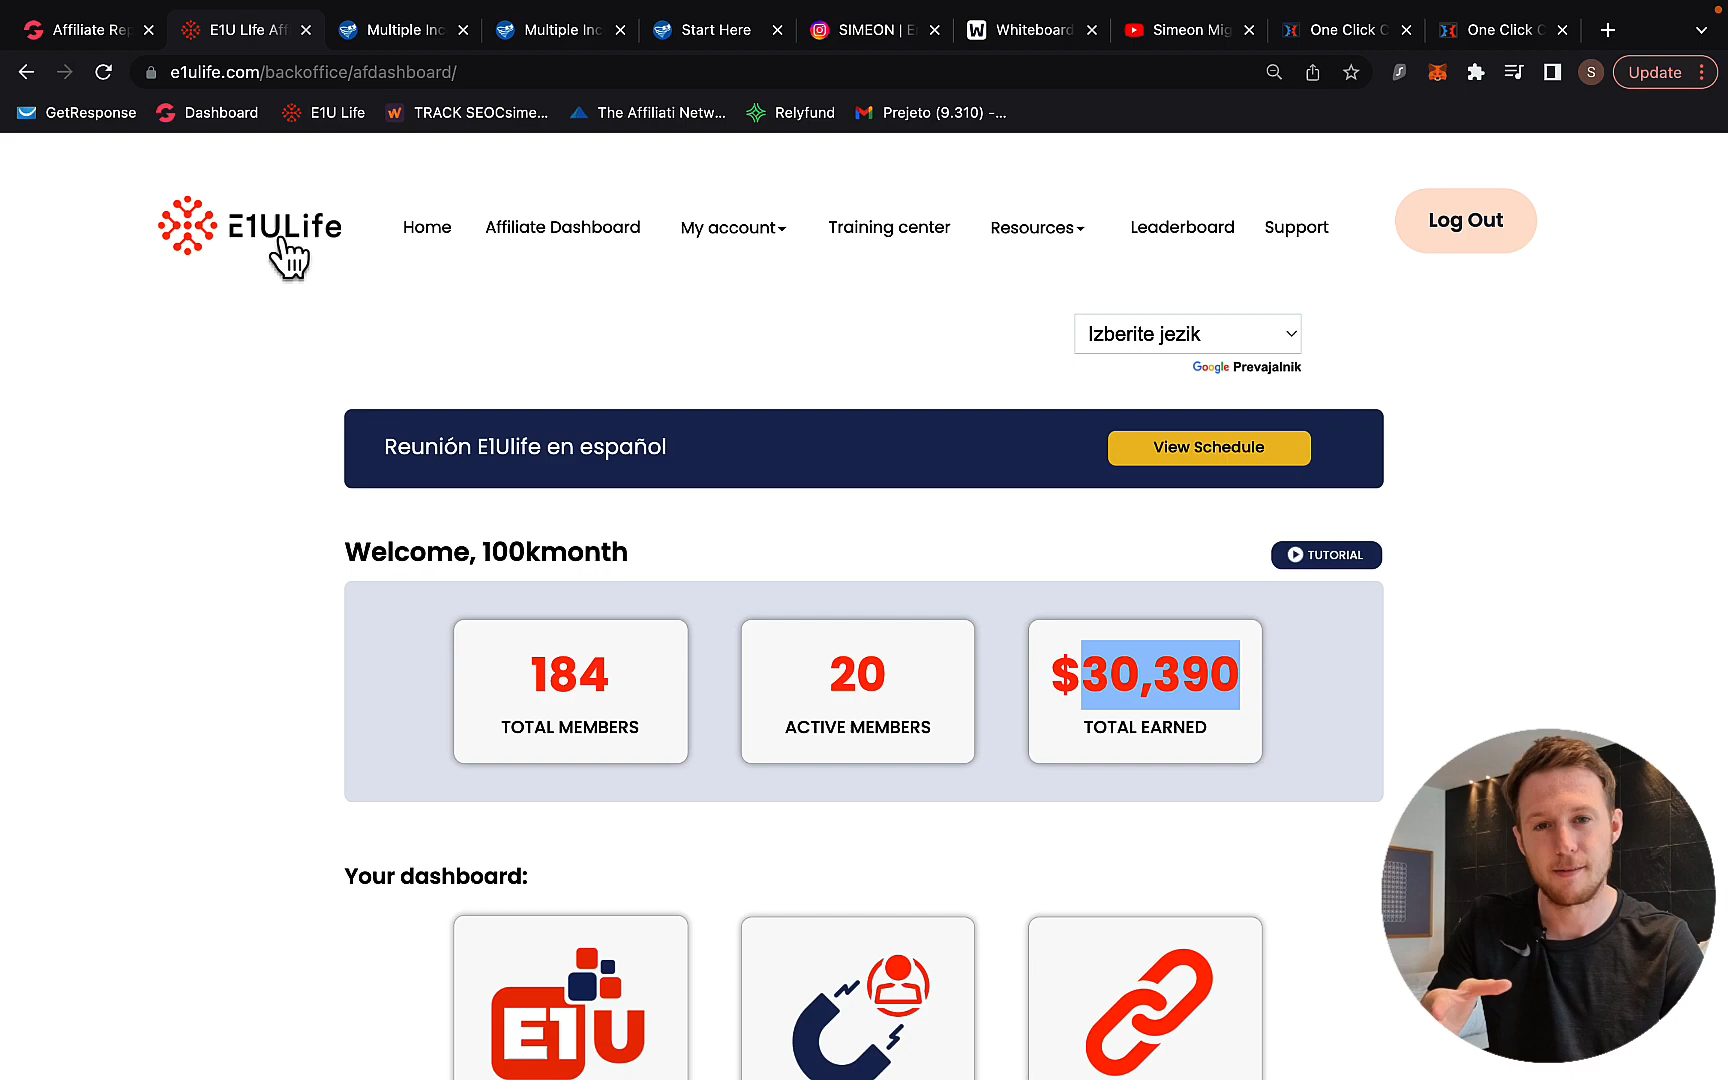 Affiliate Rep
E1U LIfe Aff
Multiple Inc
Multiple Inc
Start Here
SIMEON | E
Whiteboard
Simeon Mig
One Click C
One Click C
e1ulife.com/backoffice/afdashboard/
S
Update
GetResponse
Dashboard
E1U Life
TRACK SEOCsime...
The Affiliati Netw...
Relyfund
Prejeto (9.310) -...
E1ULife
Home
Affiliate Dashboard
My account
Training center
Resources
Leaderboard
Support
Log Out
Izberite jezik
Google Prevajalnik
Reunión E1Ulife en español
View Schedule
Welcome, 100kmonth
TUTORIAL
184
TOTAL MEMBERS
20
ACTIVE MEMBERS
$30,390
TOTAL EARNED
Your dashboard:
E1U